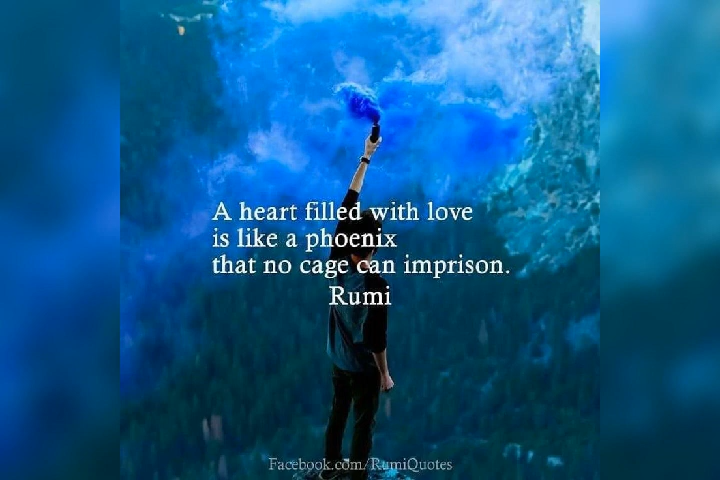 A heart filled with love
is like a phoenix
that no cage can imprison.
Rumi
Facebook.com/RumiQuotes